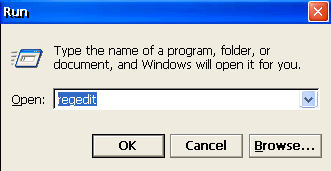 Run
Type the name of a program, folder, or
document, and Windows will open it for you.
Open: regedit
OK Cancel Browse...